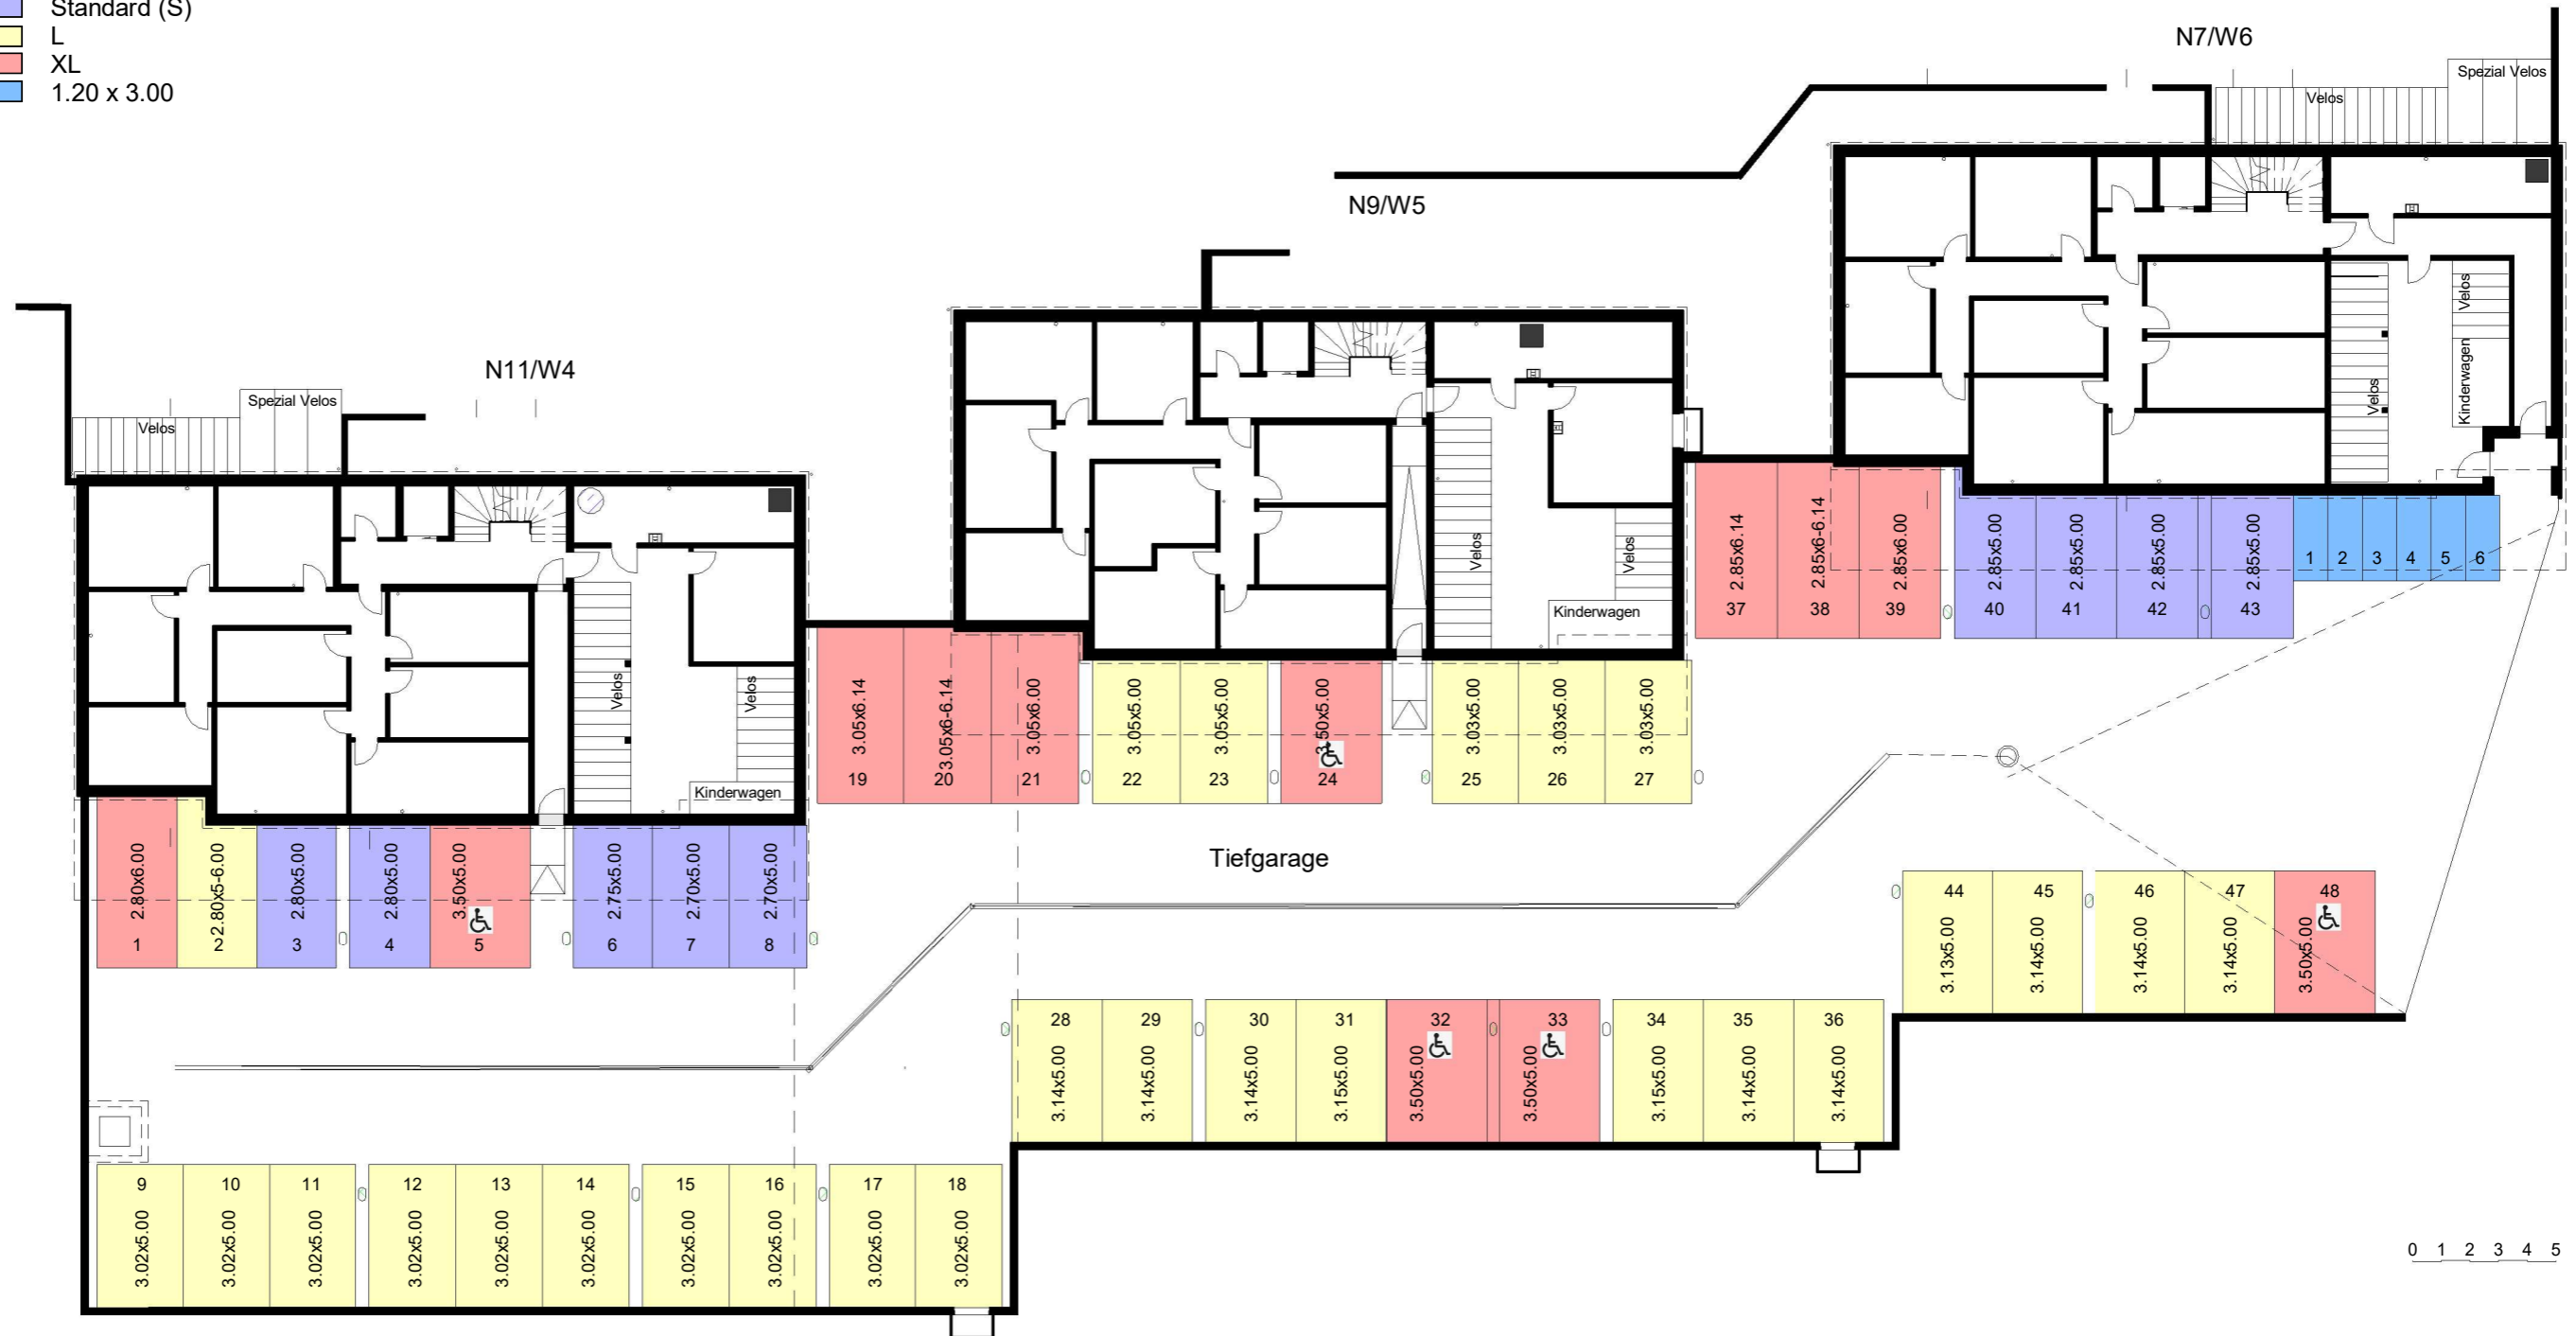 Standard (S)
L
XL
1.20 x 3.00
N7/W6
Spezial Velos
Velos
N9/W5
Velos
Velos
Kinderwagen
N11/W4
Spezial Velos
Velos
Velos
Velos
Kinderwagen
2.85x6.14
37
2.85x6-6.14
38
2.85x6.00
39
2.85x5.00
40
2.85x5.00
41
2.85x5.00
42
2.85x5.00
43
1 2 3 4 5 6
Velos
Velos
Kinderwagen
3.05x6.14
19
3.05x6-6.14
20
3.05x6.00
21
3.05x5.00
22
3.05x5.00
23
3.50x5.00
24
3.03x5.00
25
3.03x5.00
26
3.03x5.00
27
Tiefgarage
2.80x6.00
1
2.80x5-6.00
2
2.80x5.00
3
2.80x5.00
4
3.50x5.00
5
2.75x5.00
6
2.70x5.00
7
2.70x5.00
8
44
3.13x5.00
45
3.14x5.00
46
3.14x5.00
47
3.14x5.00
48
3.50x5.00
28
3.14x5.00
29
3.14x5.00
30
3.14x5.00
31
3.15x5.00
32
3.50x5.00
33
3.50x5.00
34
3.15x5.00
35
3.14x5.00
36
3.14x5.00
9
3.02x5.00
10
3.02x5.00
11
3.02x5.00
12
3.02x5.00
13
3.02x5.00
14
3.02x5.00
15
3.02x5.00
16
3.02x5.00
17
3.02x5.00
18
3.02x5.00
0 1 2 3 4 5